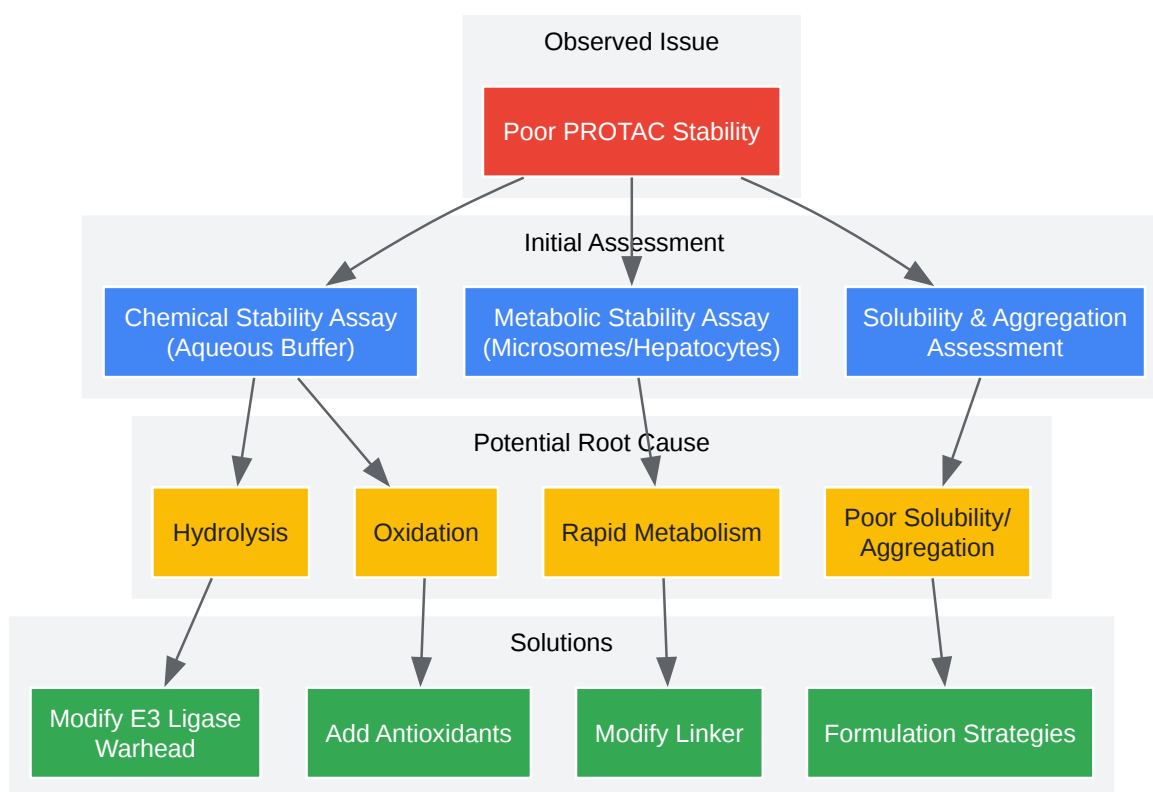 Observed Issue
Poor PROTAC Stability
Initial Assessment
Chemical Stability Assay
(Aqueous Buffer)
Metabolic Stability Assay
(Microsomes/Hepatocytes)
Solubility & Aggregation
Assessment
Potential Root Cause
Hydrolysis
Oxidation
Rapid Metabolism
Poor Solubility/
Aggregation
Solutions
Modify E3 Ligase
Warhead
Add Antioxidants
Modify Linker
Formulation Strategies